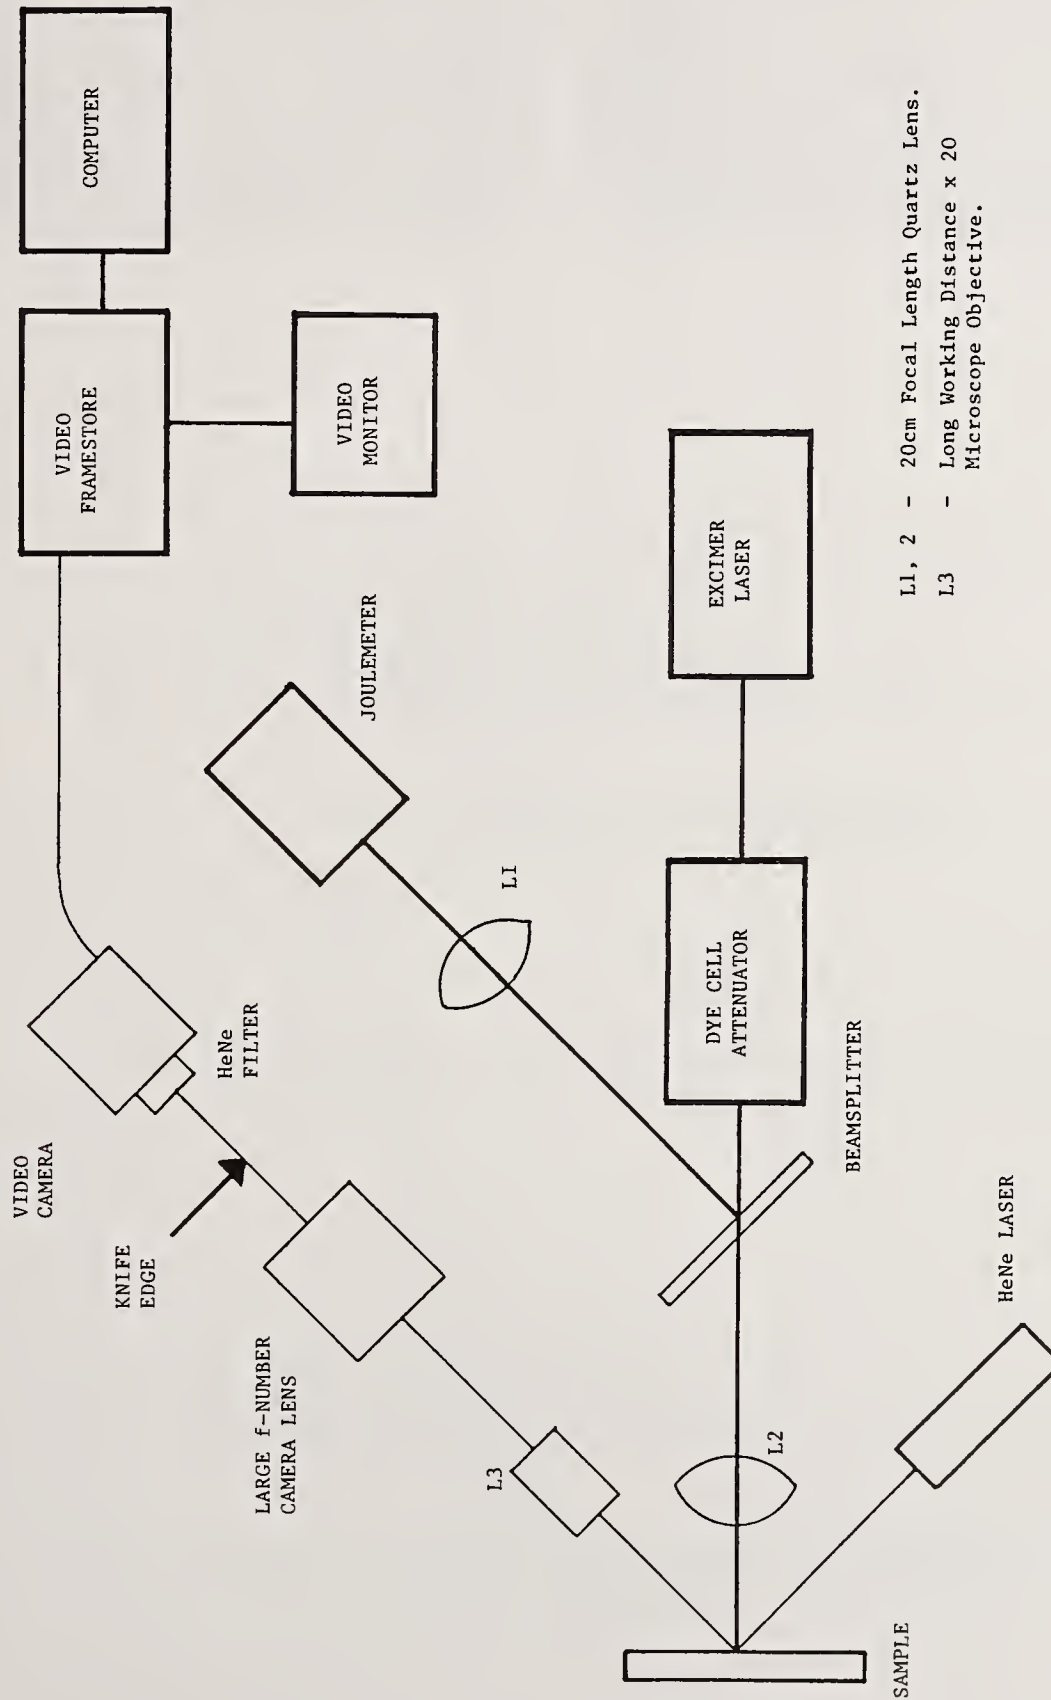 COMPUTER
VIDEO
FRAMESTORE
VIDEO
MONITOR
VIDEO
CAMERA
HeNe
FILTER
KNIFE
EDGE
LARGE f-NUMBER
CAMERA LENS
L3
JOULEMETER
L1
EXCIMER
LASER
DYE CELL
ATTENUATOR
BEAMSPLITTER
L2
HeNe LASER
SAMPLE
L1, 2 - 20cm Focal Length Quartz Lens.
L3 - Long Working Distance x 20
Microscope Objective.